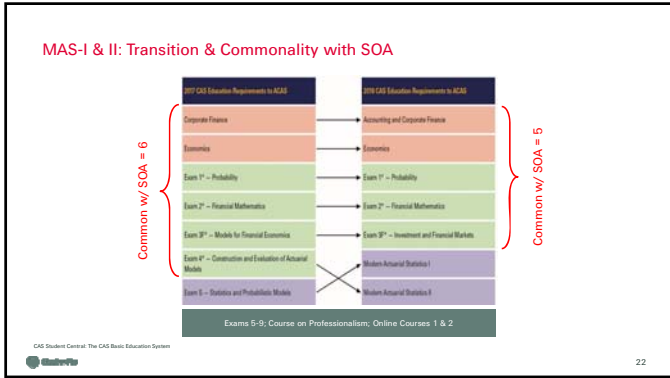 MAS-I & II: Transition & Commonality with SOA
2017 CAS Education Requirements to ACAS
2018 CAS Education Requirements to ACAS
Common w/ SOA = 6
Corporate Finance
Accounting and Corporate Finance
Common w/ SOA = 5
Economics
Economics
Exam 1* – Probability
Exam 1* – Probability
Exam 2* – Financial Mathematics
Exam 2* – Financial Mathematics
Exam 3F* – Models for Financial Economics
Exam 3F* – Investment and Financial Markets
Exam 4* – Construction and Evaluation of Actuarial
Models
Modern Actuarial Statistics I
Exam S – Statistics and Probabilistic Models
Modern Actuarial Statistics II
Exams 5-9; Course on Professionalism; Online Courses 1 & 2
CAS Student Central: The CAS Basic Education System
22